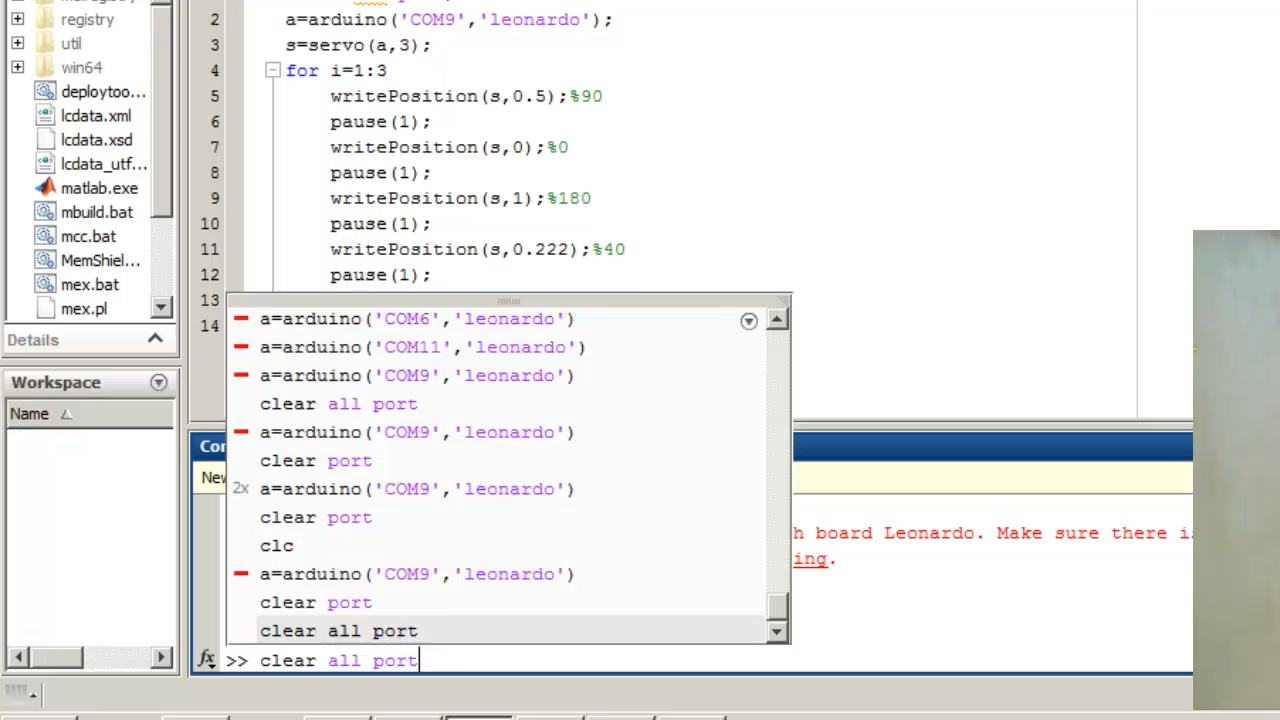 registry
util
win64
deploytoo...
lcdata.xml
lcdata.xsd
lcdata_utf...
matlab.exe
mbuild.bat
mcc.bat
MemShiel...
mex.bat
mex.pl
Details
Workspace
Name
2 a=arduino('COM9','leonardo');
3 s=servo(a,3);
4 for i=1:3
5 writePosition(s,0.5);%90
6 pause(1);
7 writePosition(s,0);%0
8 pause(1);
9 writePosition(s,1);%180
10 pause(1);
11 writePosition(s,0.222);%40
12 pause(1);
13
14
a=arduino('COM6','leonardo')
a=arduino('COM11','leonardo')
a=arduino('COM9','leonardo')
clear all port
a=arduino('COM9','leonardo')
clear port
2x a=arduino('COM9','leonardo')
clear port
clc
a=arduino('COM9','leonardo')
clear port
clear all port
Co
New
h board Leonardo. Make sure there is
ing.
fx >> clear all port